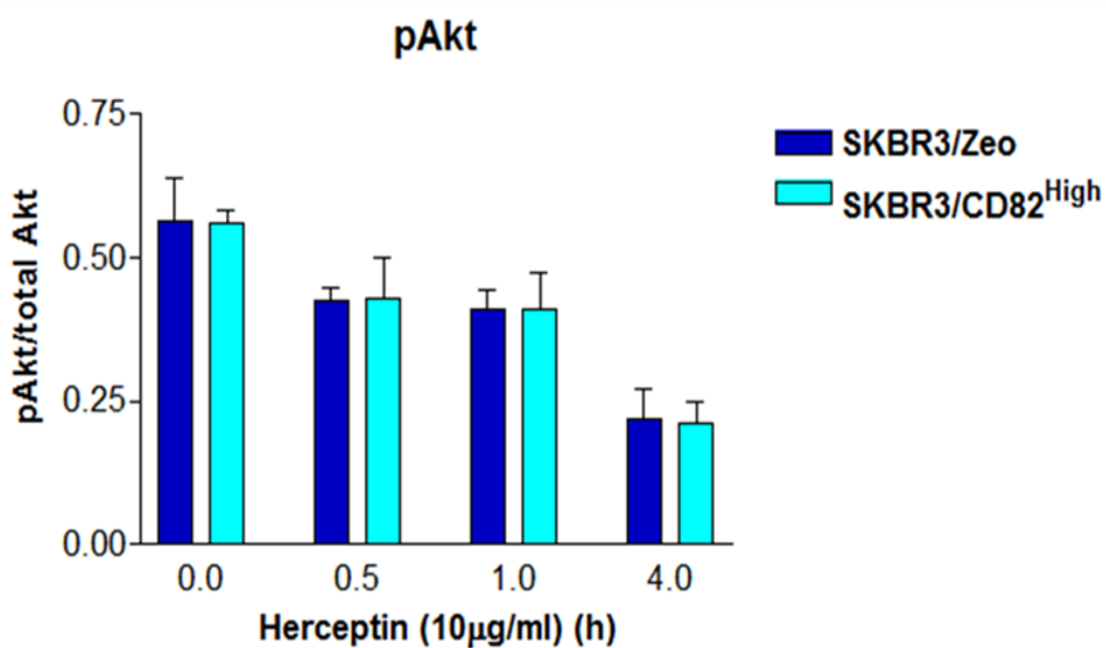 pAkt
0.75
0.50
0.25
0.00
pAkt/total Akt
0.0 0.5 1.0 4.0
Herceptin (10μg/ml) (h)
SKBR3/Zeo
SKBR3/CD82High